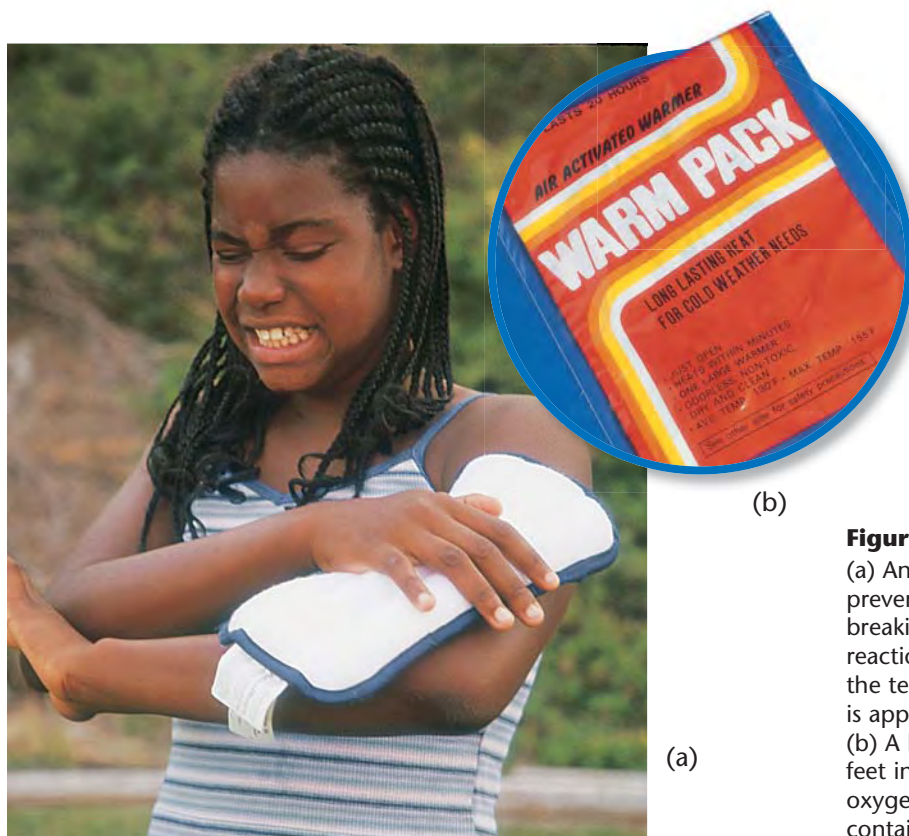 LASTS 20 HOURS
AIR ACTIVATED WARMER
WARM PACK
LONG LASTING HEAT
FOR COLD WEATHER NEEDS
• JUST OPEN
• HEATS WITHIN MINUTES
• ONE LARGE WARMER
• ODORLESS, NON-TOXIC,
DRY AND CLEAN
• AVE. TEMP. 130°F • MAX. TEMP. 155°F
See other side for safety precautions
(b)
(a)
Figur
(a) An
prever
breaki
reactio
the te
is app
(b) A
feet in
oxyge
contai